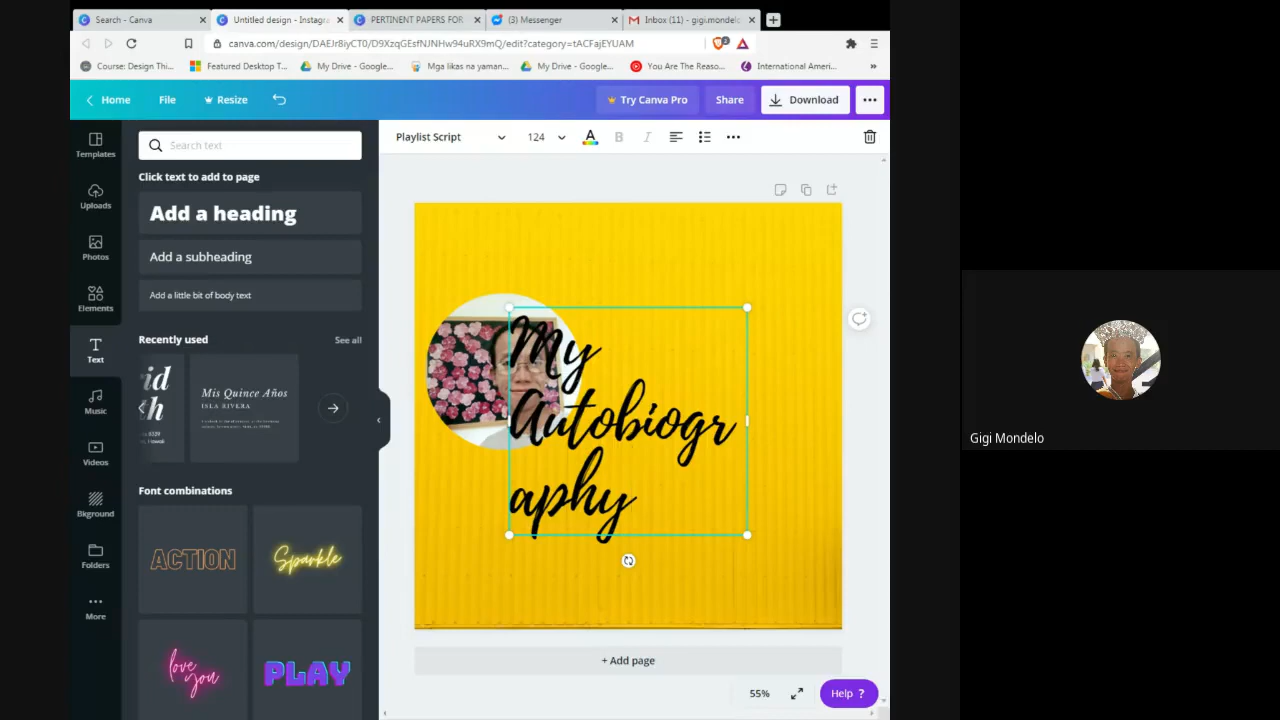 Search - Canva
Untitled design - Instagra
PERTINENT PAPERS FOR
(3) Messenger
Inbox (11) - gigi.mondelo
canva.com/design/DAEJr8iyCT0/D9XzqGEsfNJNHw94uRX9mQ/edit?category=tACFajEYUAM
Course: Design Thi...
Featured Desktop T...
My Drive - Google...
Mga likas na yaman...
My Drive - Google...
You Are The Reaso...
International Ameri...
»
Home
File
Resize
Try Canva Pro
Share
Download
Templates
Uploads
Photos
Elements
Text
Music
Videos
Bkground
Folders
More
Search text
Click text to add to page
Add a heading
Add a subheading
Add a little bit of body text
Recently used
See all
Mis Quince Años
ISLA RIVERA
Font combinations
ACTION
Sparkle
love you
PLAY
Playlist Script
124
A
B
I
My
Autobiogr
aphy
+ Add page
55%
Help ?
Gigi Mondelo